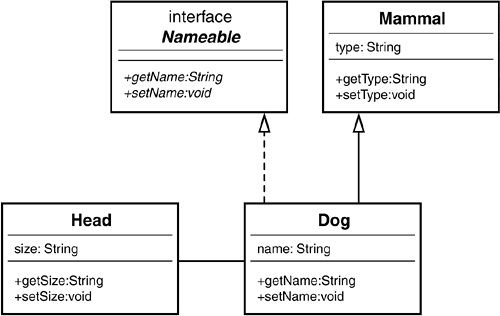 interface
Nameable
+getName:String
+setName:void
Mammal
type: String
+getType:String
+setType:void
Head
size: String
+getSize:String
+setSize:void
Dog
name: String
+getName:String
+setName:void